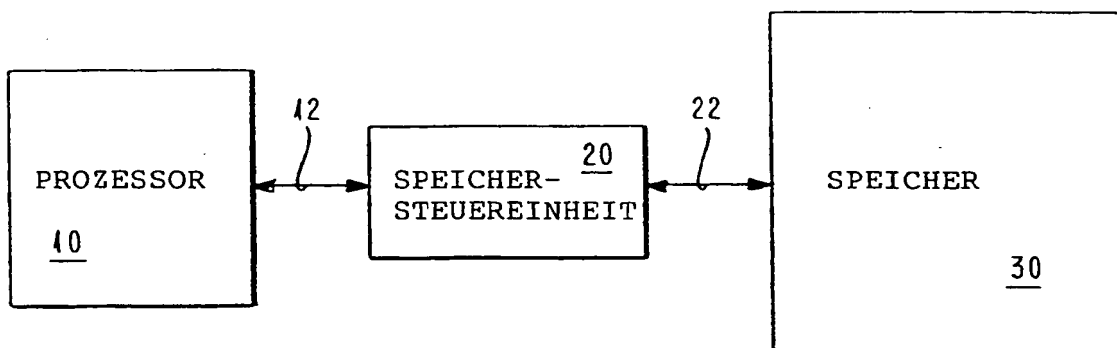 12
22
PROZESSOR
10
SPEICHER-
STEUEREINHEIT
20
SPEICHER
30